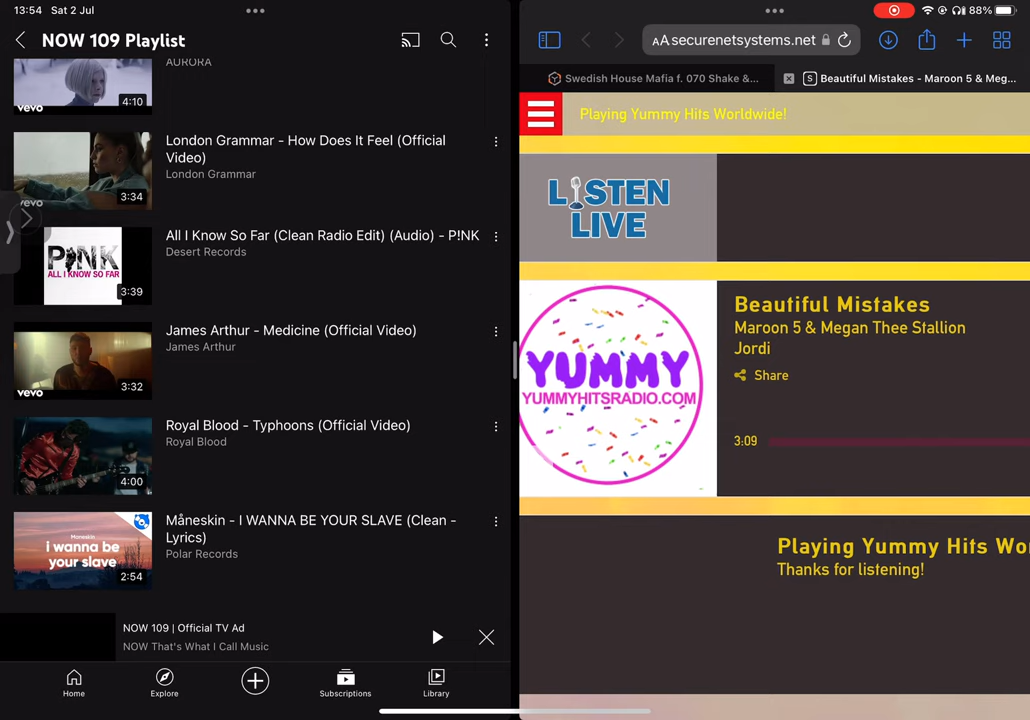 13:54 Sat 2 Jul
88%
NOW 109 Playlist
AURORA
vevo
4:10
London Grammar - How Does It Feel (Official
Video)
London Grammar
vevo
3:34
All I Know So Far (Clean Radio Edit) (Audio) - P!NK
Desert Records
P!NK
ALL I KNOW SO FAR
3:39
James Arthur - Medicine (Official Video)
James Arthur
vevo
3:32
Royal Blood - Typhoons (Official Video)
Royal Blood
4:00
Måneskin - I WANNA BE YOUR SLAVE (Clean -
Lyrics)
Polar Records
Maneskin
i wanna be
your slave
2:54
NOW 109 | Official TV Ad
NOW That's What I Call Music
Home
Explore
Subscriptions
Library
AA securenetsystems.net
Swedish House Mafia f. 070 Shake &...
S Beautiful Mistakes - Maroon 5 & Meg...
Playing Yummy Hits Worldwide!
LISTEN
LIVE
YUMMY
YUMMYHITSRADIO.COM
Beautiful Mistakes
Maroon 5 & Megan Thee Stallion
Jordi
Share
3:09
Playing Yummy Hits Wo
Thanks for listening!